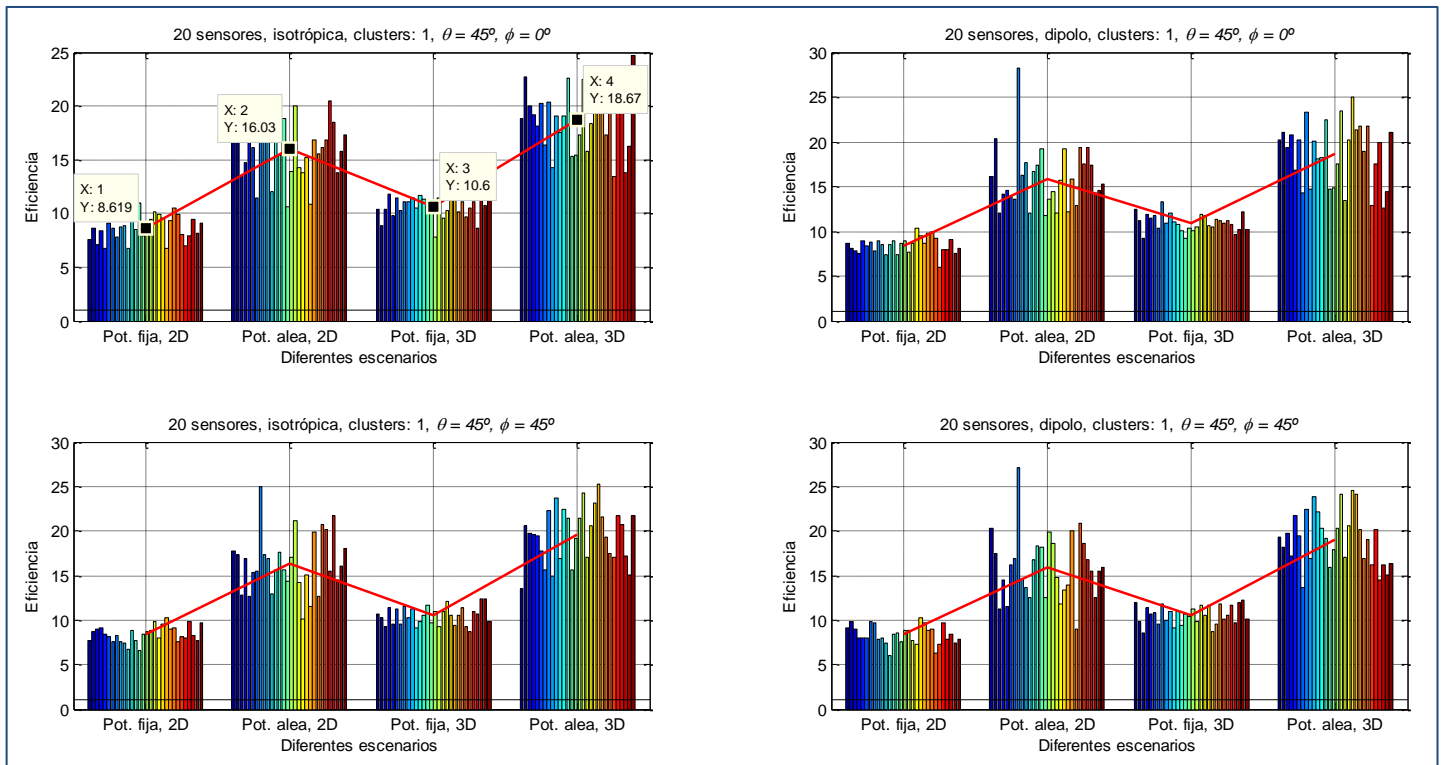 20 sensores, isotrópica, clusters: 1, θ = 45º, ϕ = 0º
25
20
15
10
5
0
Eficiencia
X: 1
Y: 8.619
X: 2
Y: 16.03
X: 3
Y: 10.6
X: 4
Y: 18.67
Pot. fija, 2D
Pot. alea, 2D
Pot. fija, 3D
Pot. alea, 3D
Diferentes escenarios
20 sensores, dipolo, clusters: 1, θ = 45º, ϕ = 0º
30
25
20
15
10
5
0
Eficiencia
Pot. fija, 2D
Pot. alea, 2D
Pot. fija, 3D
Pot. alea, 3D
Diferentes escenarios
20 sensores, isotrópica, clusters: 1, θ = 45º, ϕ = 45º
30
25
20
15
10
5
0
Eficiencia
Pot. fija, 2D
Pot. alea, 2D
Pot. fija, 3D
Pot. alea, 3D
Diferentes escenarios
20 sensores, dipolo, clusters: 1, θ = 45º, ϕ = 45º
30
25
20
15
10
5
0
Eficiencia
Pot. fija, 2D
Pot. alea, 2D
Pot. fija, 3D
Pot. alea, 3D
Diferentes escenarios